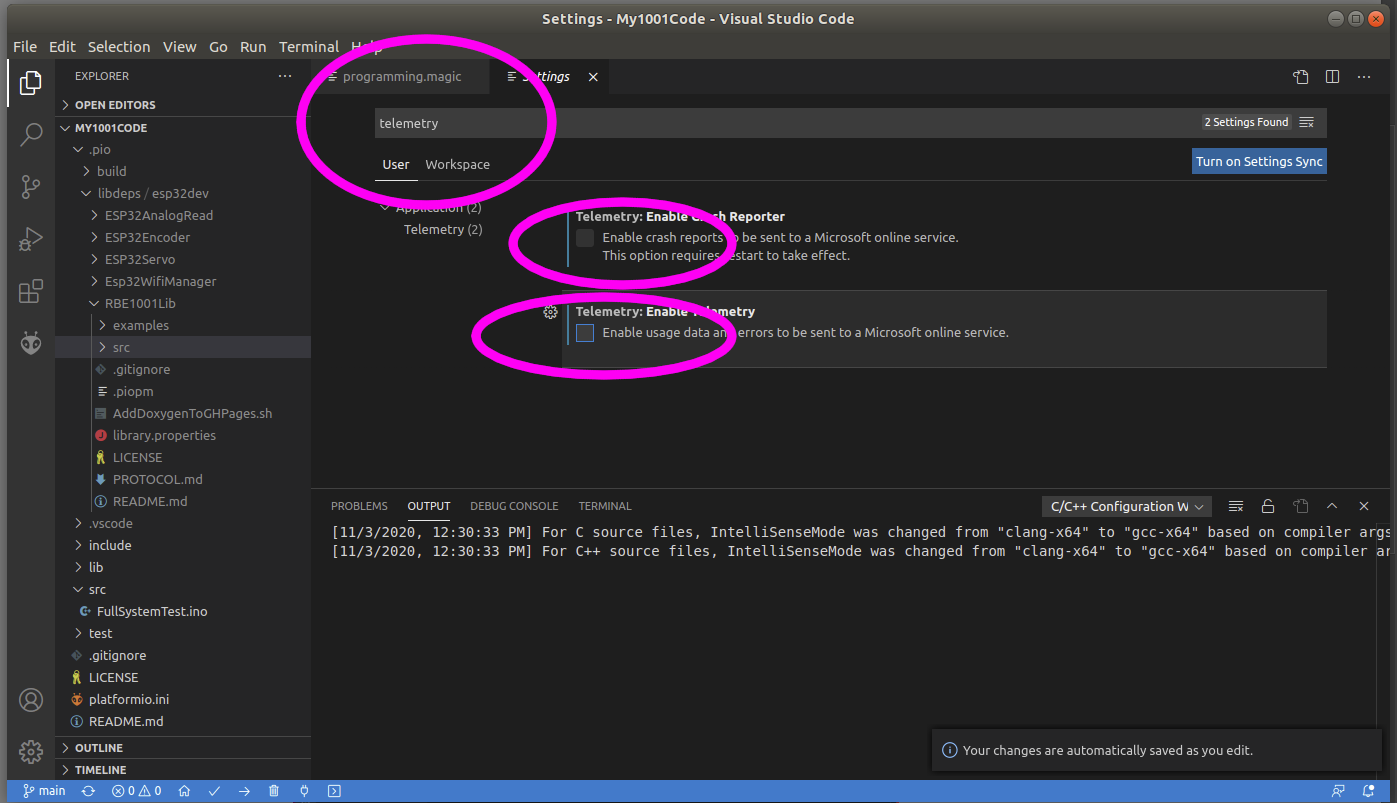 Settings - My1001Code - Visual Studio Code
File Edit Selection View Go Run Terminal Help
EXPLORER
OPEN EDITORS
MY1001CODE
.pio
build
libdeps / esp32dev
ESP32AnalogRead
ESP32Encoder
ESP32Servo
Esp32WifiManager
RBE1001Lib
examples
src
.gitignore
.piopm
AddDoxygenToGHPages.sh
library.properties
LICENSE
PROTOCOL.md
README.md
.vscode
include
lib
src
FullSystemTest.ino
test
.gitignore
LICENSE
platformio.ini
README.md
OUTLINE
TIMELINE
programming.magic
Settings
telemetry
2 Settings Found
User Workspace
Turn on Settings Sync
Application (2)
Telemetry (2)
Telemetry: Enable Crash Reporter
Enable crash reports to be sent to a Microsoft online service.
This option requires restart to take effect.
Telemetry: Enable Telemetry
Enable usage data and errors to be sent to a Microsoft online service.
PROBLEMS OUTPUT DEBUG CONSOLE TERMINAL
C/C++ Configuration W
[11/3/2020, 12:30:33 PM] For C source files, IntelliSenseMode was changed from "clang-x64" to "gcc-x64" based on compiler args
[11/3/2020, 12:30:33 PM] For C++ source files, IntelliSenseMode was changed from "clang-x64" to "gcc-x64" based on compiler ar
Your changes are automatically saved as you edit.
main 0 0